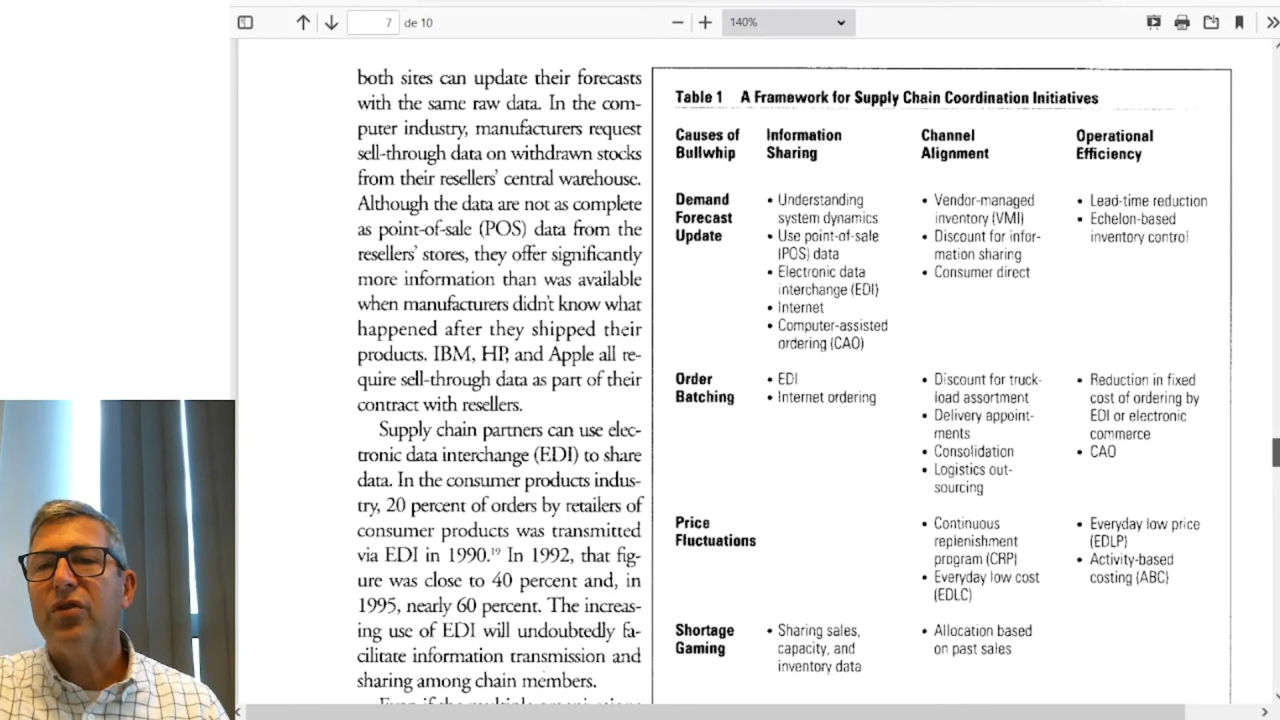 7 de 10
140%
both sites can update their forecasts
with the same raw data. In the com-
puter industry, manufacturers request
sell-through data on withdrawn stocks
from their resellers' central warehouse.
Although the data are not as complete
as point-of-sale (POS) data from the
resellers' stores, they offer significantly
more information than was available
when manufacturers didn't know what
happened after they shipped their
products. IBM, HP, and Apple all re-
quire sell-through data as part of their
contract with resellers.
Supply chain partners can use elec-
tronic data interchange (EDI) to share
data. In the consumer products indus-
try, 20 percent of orders by retailers of
consumer products was transmitted
via EDI in 1990.¹⁹ In 1992, that fig-
ure was close to 40 percent and, in
1995, nearly 60 percent. The increas-
ing use of EDI will undoubtedly fa-
cilitate information transmission and
sharing among chain members.
Table 1 A Framework for Supply Chain Coordination Initiatives
Causes of
Bullwhip
Information
Sharing
Channel
Alignment
Operational
Efficiency
Demand
Forecast
Update
• Understanding
system dynamics
• Use point-of-sale
(POS) data
• Electronic data
interchange (EDI)
• Internet
• Computer-assisted
ordering (CAO)
• Vendor-managed
inventory (VMI)
• Discount for infor-
mation sharing
• Consumer direct
• Lead-time reduction
• Echelon-based
inventory control
Order
Batching
• EDI
• Internet ordering
• Discount for truck-
load assortment
• Delivery appoint-
ments
• Consolidation
• Logistics out-
sourcing
• Reduction in fixed
cost of ordering by
EDI or electronic
commerce
• CAO
Price
Fluctuations
• Continuous
replenishment
program (CRP)
• Everyday low cost
(EDLC)
• Everyday low price
(EDLP)
• Activity-based
costing (ABC)
Shortage
Gaming
• Sharing sales,
capacity, and
inventory data
• Allocation based
on past sales